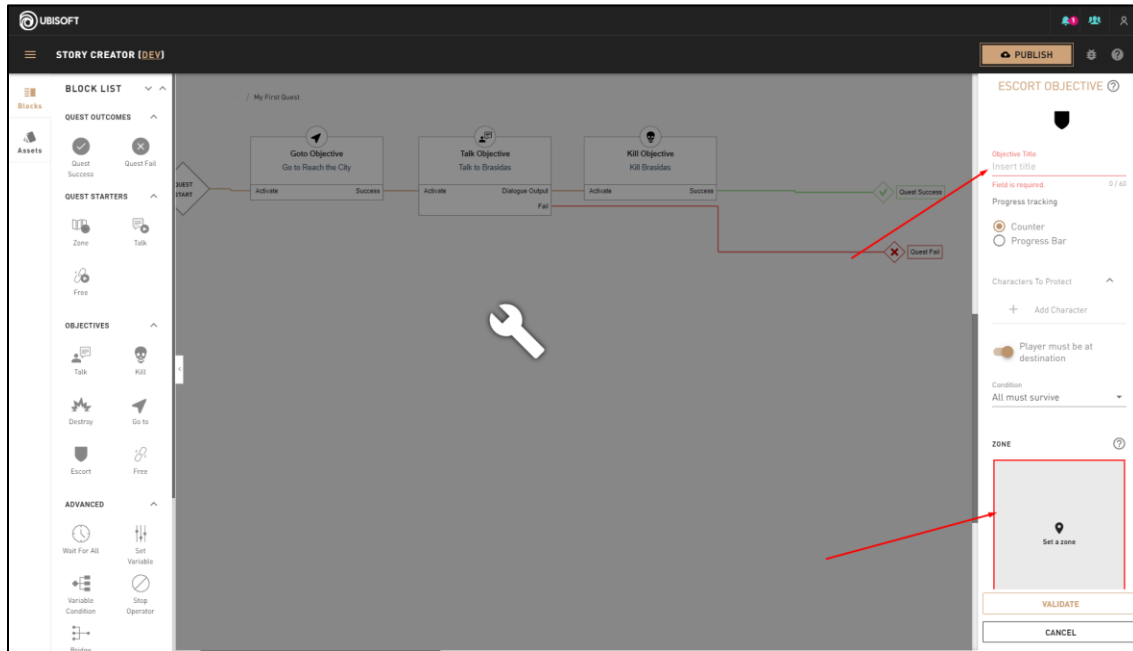 UBISOFT
1
STORY CREATOR (DEV)
PUBLISH
Blocks
Assets
BLOCK LIST
QUEST OUTCOMES
Quest Success
Quest Fail
QUEST STARTERS
Zone
Talk
Free
OBJECTIVES
Talk
Kill
Destroy
Go to
Escort
Free
ADVANCED
Wait For All
Set Variable
Variable Condition
Stop Operator
Bridge
/ My First Quest
QUEST START
Goto Objective
Go to Reach the City
Activate
Success
Talk Objective
Talk to Brasidas
Activate
Dialogue Output
Fail
Kill Objective
Kill Brasidas
Activate
Success
Quest Success
Quest Fail
ESCORT OBJECTIVE
Objective Title
Insert title
Field is required.
0 / 60
Progress tracking
Counter
Progress Bar
Characters To Protect
Add Character
Player must be at destination
Condition
All must survive
ZONE
Set a zone
VALIDATE
CANCEL